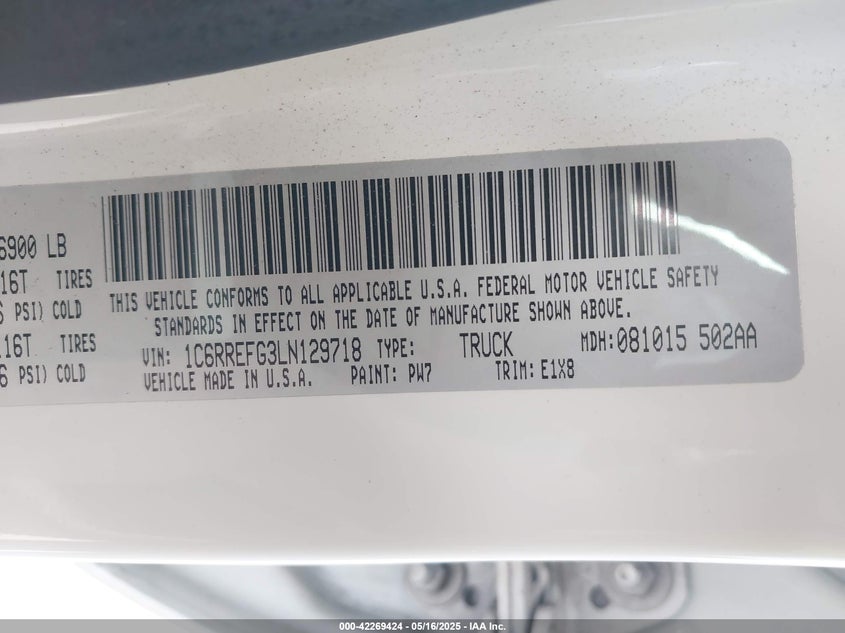 6900 LB
16T TIRES
PSI) COLD
16T
6 PSI) COLD
THIS VEHICLE CONFORMS TO ALL APPLICABLE U.S.A. FEDERAL MOTOR VEHICLE SAFETY
STANDARDS IN EFFECT ON THE DATE OF MANUFACTURE SHOWN ABOVE.
VIN: 1C6RREFG3LN129718 TYPE: TRUCK MDH: 081015 502AA
VEHICLE MADE IN U.S.A. PAINT: PW7 TRIM: E1X8
000-42269424 - 05/16/2025 - IAA Inc.